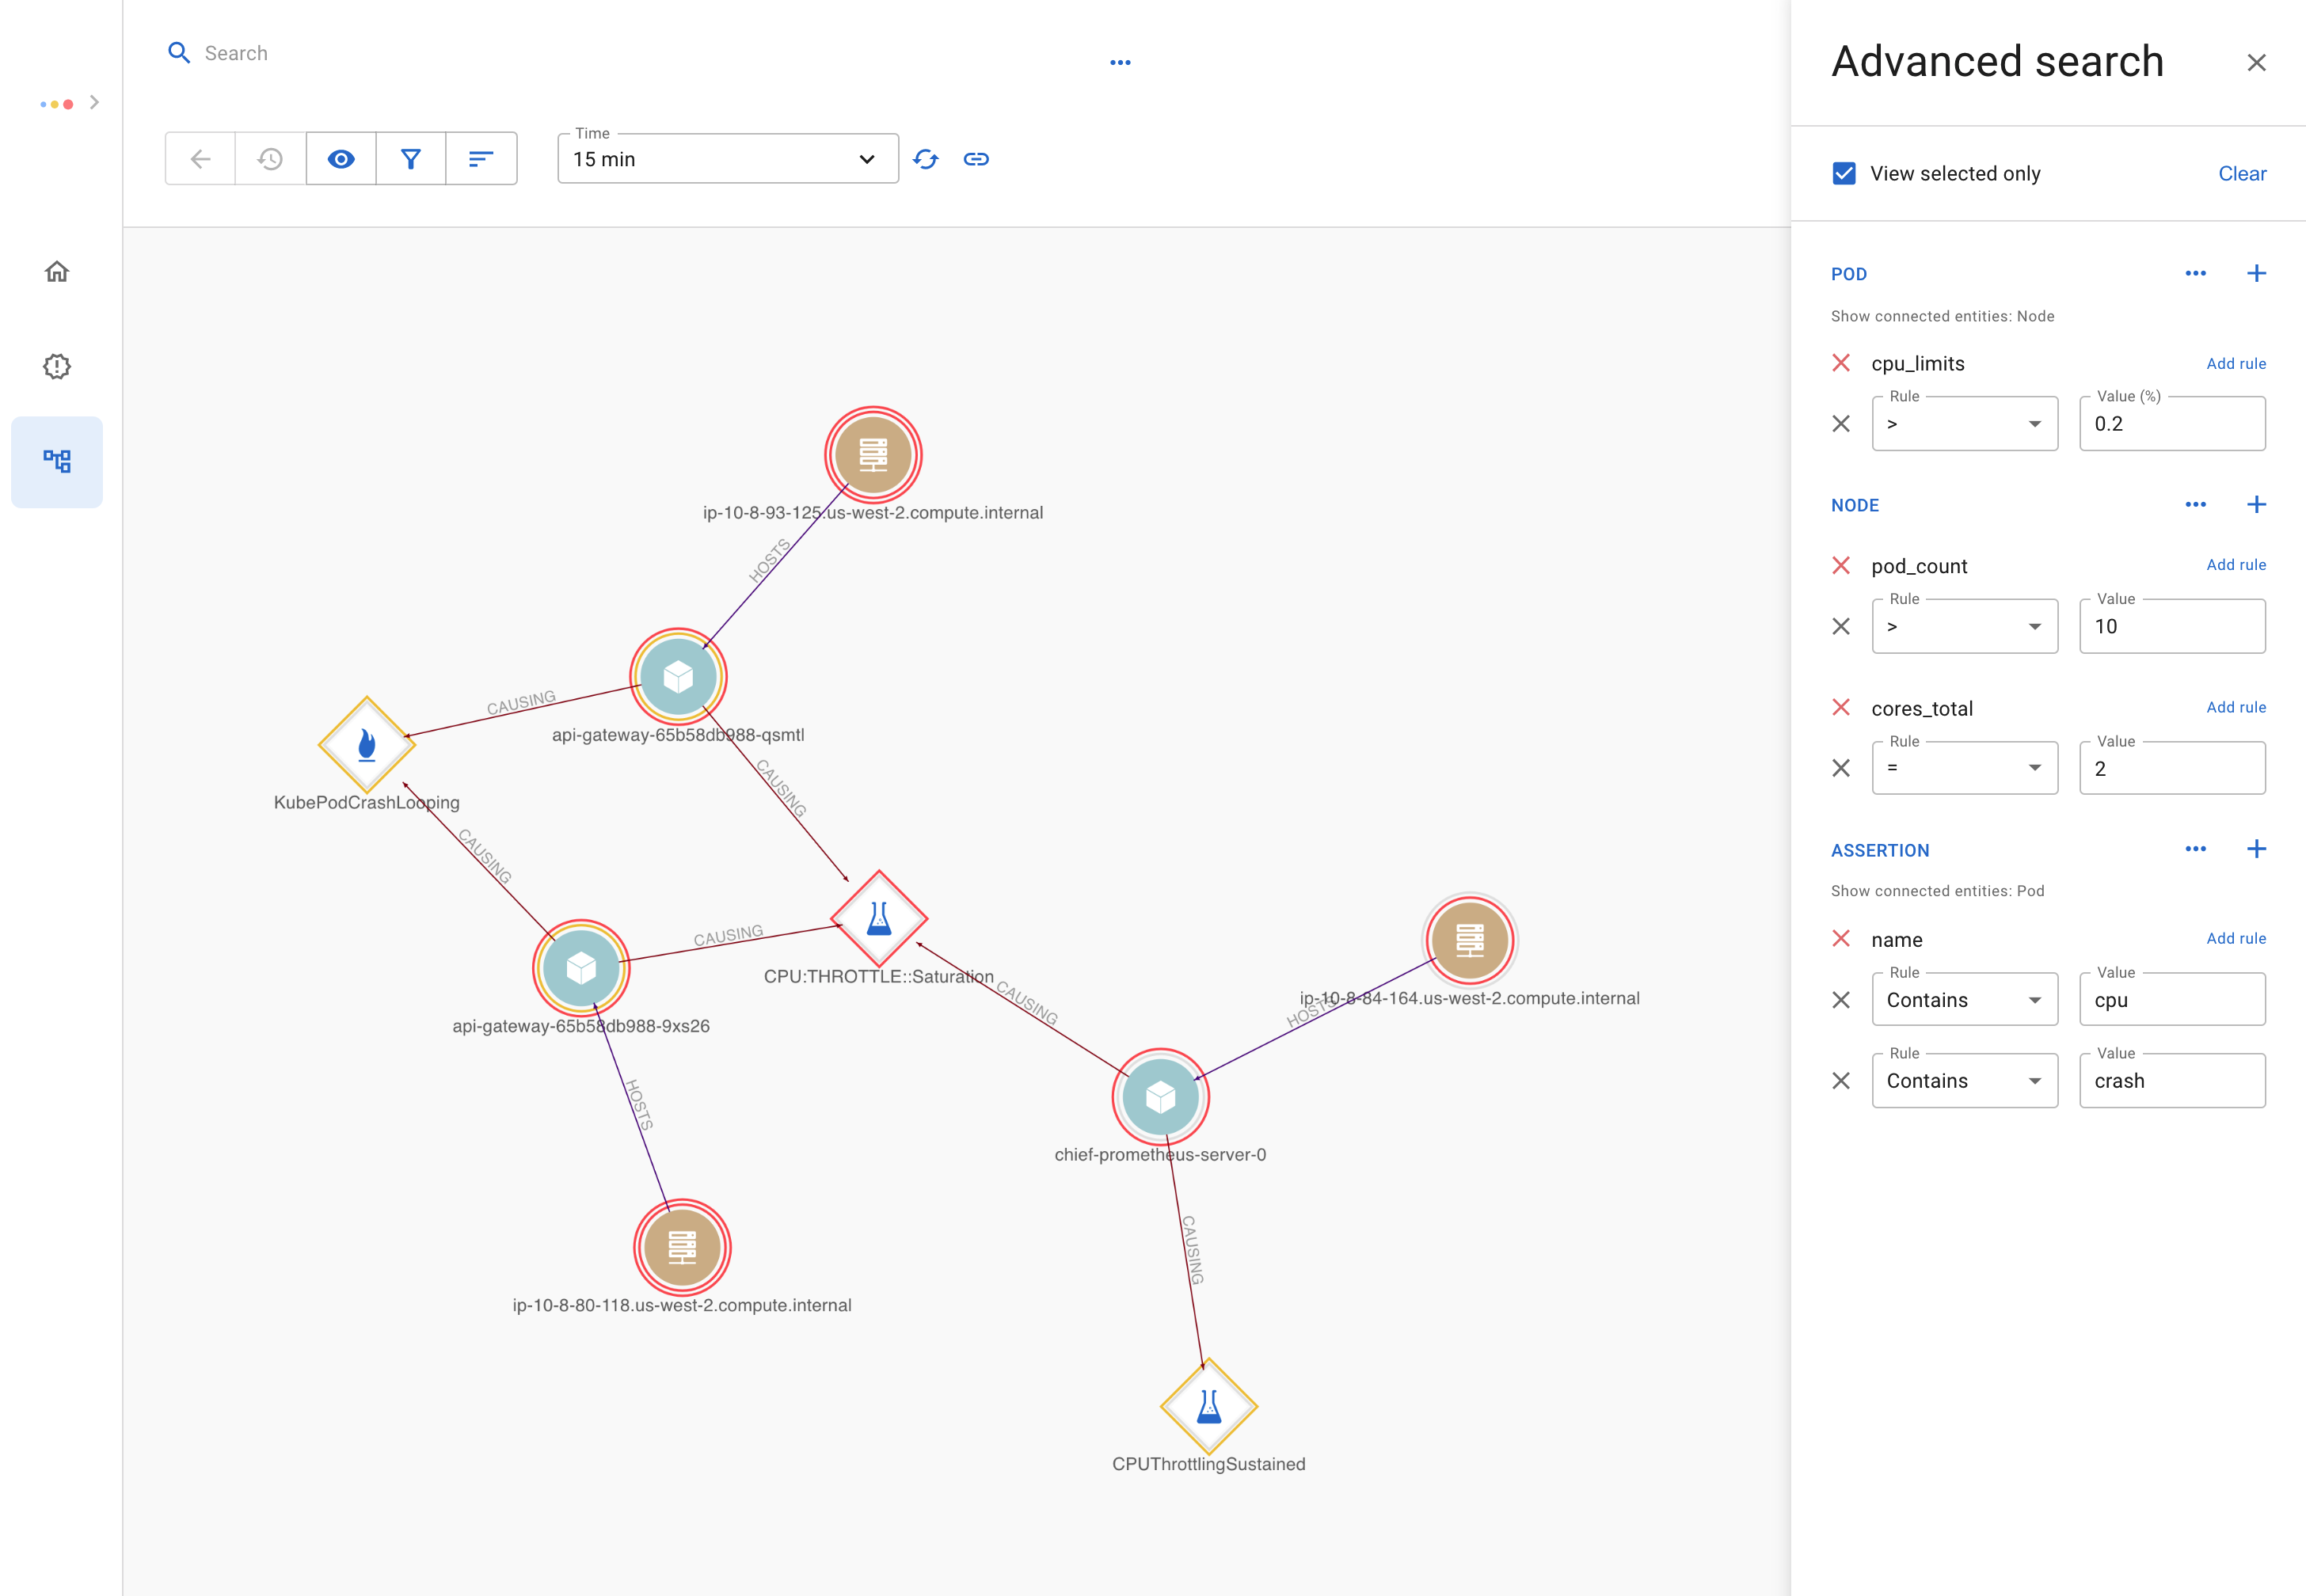 Search
Time
15 min
ip-10-8-93-125.us-west-2.compute.internal
HOSTS
CAUSING
api-gateway-65b58db988-qsmtl
CAUSING
KubePodCrashLooping
CAUSING
CAUSING
CPU:THROTTLE::Saturation
CAUSING
ip-10-8-84-164.us-west-2.compute.internal
HOSTS
api-gateway-65b58db988-9xs26
HOSTS
chief-prometheus-server-0
CAUSING
ip-10-8-80-118.us-west-2.compute.internal
CPUThrottlingSustained
Advanced search
View selected only Clear
POD
Show connected entities: Node
cpu_limits Add rule
Rule Value (%)
> 0.2
NODE
pod_count Add rule
Rule Value
> 10
cores_total Add rule
Rule Value
= 2
ASSERTION
Show connected entities: Pod
name Add rule
Rule Value
Contains cpu
Rule Value
Contains crash